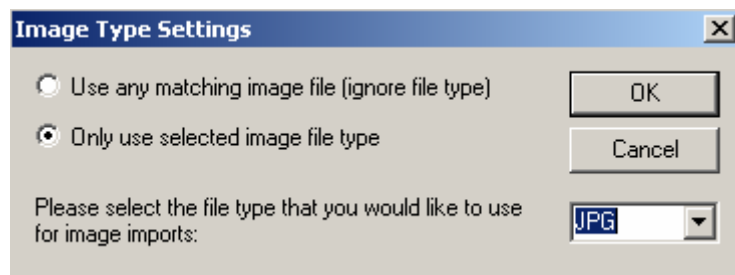 Image Type Settings
Use any matching image file (ignore file type)
OK
Only use selected image file type
Cancel
Please select the file type that you would like to use
for image imports:
JPG